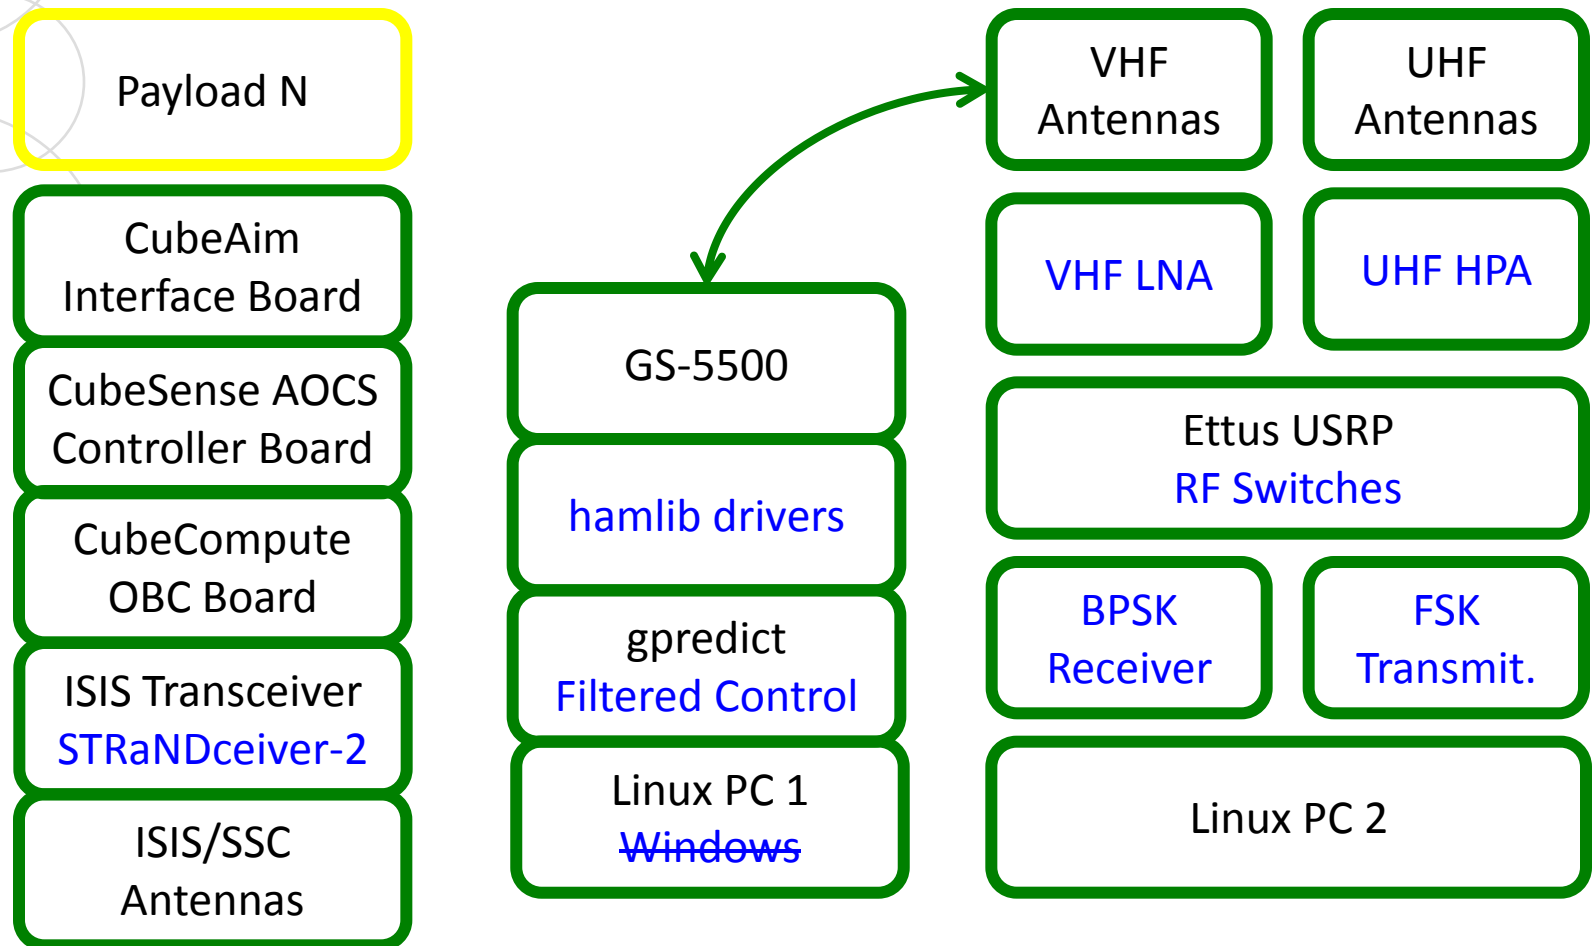 Payload N
CubeAim
Interface Board
CubeSense AOCS
Controller Board
CubeCompute
OBC Board
ISIS Transceiver
STRaNDceiver-2
ISIS/SSC
Antennas
GS-5500
hamlib drivers
gpredict
Filtered Control
Linux PC 1
Windows
VHF
Antennas
UHF
Antennas
VHF LNA
UHF HPA
Ettus USRP
RF Switches
BPSK
Receiver
FSK
Transmit.
Linux PC 2